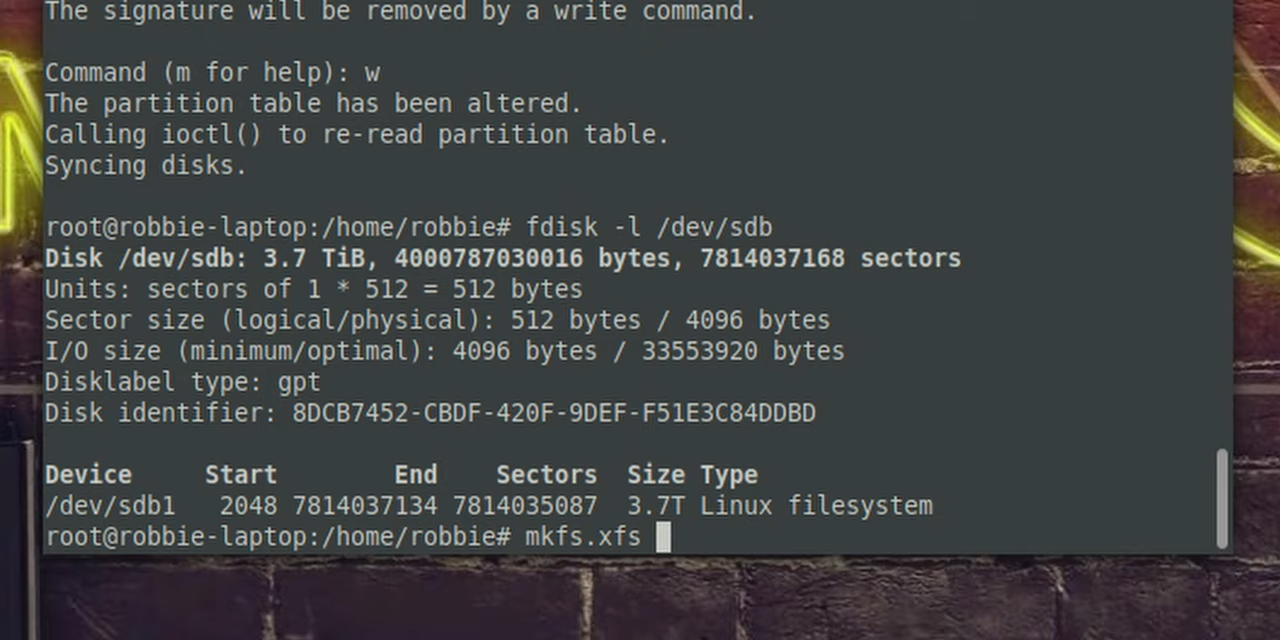 The signature will be removed by a write command.
Command (m for help): w
The partition table has been altered.
Calling ioctl() to re-read partition table.
Syncing disks.
root@robbie-laptop:/home/robbie# fdisk -l /dev/sdb
Disk /dev/sdb: 3.7 TiB, 4000787030016 bytes, 7814037168 sectors
Units: sectors of 1 * 512 = 512 bytes
Sector size (logical/physical): 512 bytes / 4096 bytes
I/O size (minimum/optimal): 4096 bytes / 33553920 bytes
Disklabel type: gpt
Disk identifier: 8DCB7452-CBDF-420F-9DEF-F51E3C84DDBD
Device     Start        End    Sectors  Size Type
/dev/sdb1   2048 7814037134 7814035087  3.7T Linux filesystem
root@robbie-laptop:/home/robbie# mkfs.xfs